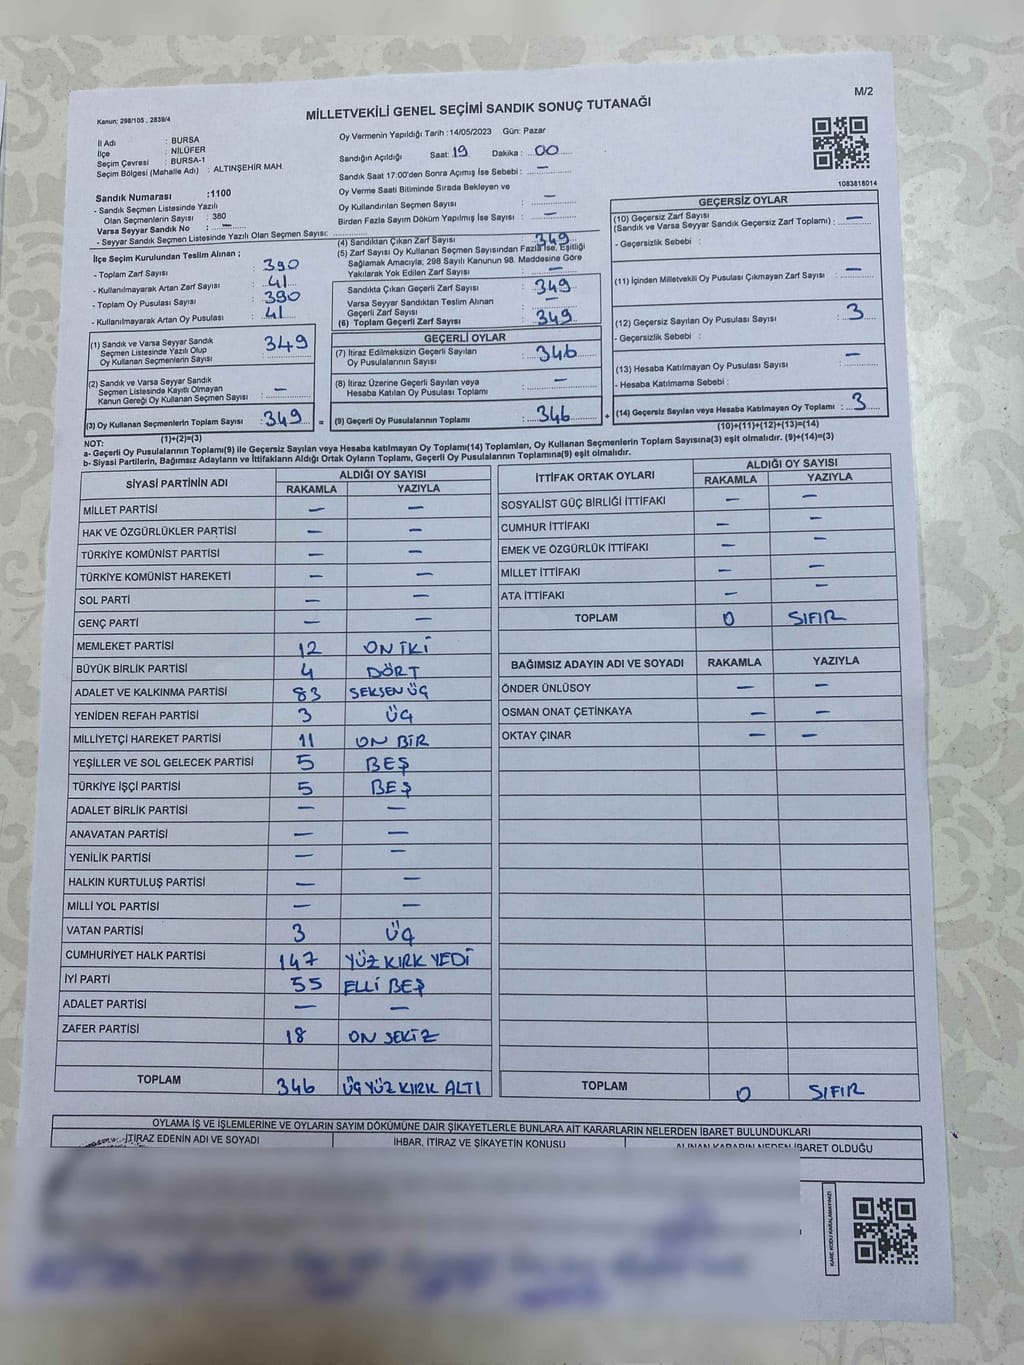 M/2
MİLLETVEKİLİ GENEL SEÇİMİ SANDIK SONUÇ TUTANAĞI
Kanun: 298/105 , 2839/4
İl Adı : BURSA
İlçe : NİLÜFER
Seçim Çevresi : BURSA-1
Seçim Bölgesi (Mahalle Adı) : ALTINŞEHİR MAH.
Oy Vermenin Yapıldığı Tarih :14/05/2023 Gün: Pazar
Sandığın Açıldığı Saat: 19 Dakika : 00
Sandık Saat 17:00'den Sonra Açılmış İse Sebebi : —
Oy Verme Saati Bitiminde Sırada Bekleyen ve
Oy Kullandırılan Seçmen Sayısı : —
Birden Fazla Sayım Döküm Yapılmış İse Sayısı : —
1083818014
Sandık Numarası :1100
- Sandık Seçmen Listesinde Yazılı
Olan Seçmenlerin Sayısı : 380
Varsa Seyyar Sandık No : —
- Seyyar Sandık Seçmen Listesinde Yazılı Olan Seçmen Sayısı:
İlçe Seçim Kurulundan Teslim Alınan ;
- Toplam Zarf Sayısı : 390
- Kullanılmayarak Artan Zarf Sayısı : 41
- Toplam Oy Pusulası Sayısı : 390
- Kullanılmayarak Artan Oy Pusulası : 41
(1) Sandık ve Varsa Seyyar Sandık
Seçmen Listesinde Yazılı Olup
Oy Kullanan Seçmenlerin Sayısı : 349
(2) Sandık ve Varsa Seyyar Sandık
Seçmen Listesinde Kayıtlı Olmayan
Kanun Gereği Oy Kullanan Seçmen Sayısı : —
(3) Oy Kullanan Seçmenlerin Toplam Sayısı : 349
(1)+(2)=(3)
(4) Sandıktan Çıkan Zarf Sayısı : 349
(5) Zarf Sayısı Oy Kullanan Seçmen Sayısından Fazla İse, Eşitliği
Sağlamak Amacıyla; 298 Sayılı Kanunun 98. Maddesine Göre
Yakılarak Yok Edilen Zarf Sayısı : —
Sandıkta Çıkan Geçerli Zarf Sayısı : 349
Varsa Seyyar Sandıktan Teslim Alınan
Geçerli Zarf Sayısı : —
(6) Toplam Geçerli Zarf Sayısı : 349
GEÇERLİ OYLAR
(7) İtiraz Edilmeksizin Geçerli Sayılan
Oy Pusulalarının Sayısı : 346
(8) İtiraz Üzerine Geçerli Sayılan veya
Hesaba Katılan Oy Pusulası Toplamı : —
= (9) Geçerli Oy Pusulalarının Toplamı : 346 +
GEÇERSİZ OYLAR
(10) Geçersiz Zarf Sayısı
(Sandık ve Varsa Seyyar Sandık Geçersiz Zarf Toplamı) : —
- Geçersizlik Sebebi :
(11) İçinden Milletvekili Oy Pusulası Çıkmayan Zarf Sayısı : —
(12) Geçersiz Sayılan Oy Pusulası Sayısı : 3
- Geçersizlik Sebebi :
(13) Hesaba Katılmayan Oy Pusulası Sayısı : —
- Hesaba Katılmama Sebebi :
(14) Geçersiz Sayılan veya Hesaba Katılmayan Oy Toplamı : 3
(10)+(11)+(12)+(13)=(14)
NOT:
a- Geçerli Oy Pusulalarının Toplamı(9) ile Geçersiz Sayılan veya Hesaba katılmayan Oy Toplamı(14) Toplamları, Oy Kullanan Seçmenlerin Toplam Sayısına(3) eşit olmalıdır. (9)+(14)=(3)
b- Siyasi Partilerin, Bağımsız Adayların ve İttifakların Aldığı Ortak Oyların Toplamı, Geçerli Oy Pusulalarının Toplamına(9) eşit olmalıdır.
SİYASİ PARTİNİN ADI ALDIĞI OY SAYISI
RAKAMLA YAZIYLA
MİLLET PARTİSİ — —
HAK VE ÖZGÜRLÜKLER PARTİSİ — —
TÜRKİYE KOMÜNİST PARTİSİ — —
TÜRKİYE KOMÜNİST HAREKETİ — —
SOL PARTİ — —
GENÇ PARTİ — —
MEMLEKET PARTİSİ 12 ON İKİ
BÜYÜK BİRLİK PARTİSİ 4 DÖRT
ADALET VE KALKINMA PARTİSİ 83 SEKSEN ÜÇ
YENİDEN REFAH PARTİSİ 3 ÜÇ
MİLLİYETÇİ HAREKET PARTİSİ 11 ON BİR
YEŞİLLER VE SOL GELECEK PARTİSİ 5 BEŞ
TÜRKİYE İŞÇİ PARTİSİ 5 BEŞ
ADALET BİRLİK PARTİSİ — —
ANAVATAN PARTİSİ — —
YENİLİK PARTİSİ — —
HALKIN KURTULUŞ PARTİSİ — —
MİLLİ YOL PARTİSİ — —
VATAN PARTİSİ 3 ÜÇ
CUMHURİYET HALK PARTİSİ 147 YÜZ KIRK YEDİ
İYİ PARTİ 55 ELLİ BEŞ
ADALET PARTİSİ — —
ZAFER PARTİSİ 18 ON SEKİZ
TOPLAM 346 ÜÇ YÜZ KIRK ALTI
İTTİFAK ORTAK OYLARI ALDIĞI OY SAYISI
RAKAMLA YAZIYLA
SOSYALİST GÜÇ BİRLİĞİ İTTİFAKI — —
CUMHUR İTTİFAKI — —
EMEK VE ÖZGÜRLÜK İTTİFAKI — —
MİLLET İTTİFAKI — —
ATA İTTİFAKI — —
TOPLAM 0 SIFIR
BAĞIMSIZ ADAYIN ADI VE SOYADI RAKAMLA YAZIYLA
ÖNDER ÜNLÜSOY — —
OSMAN ONAT ÇETİNKAYA — —
OKTAY ÇINAR — —
TOPLAM 0 SIFIR
OYLAMA İŞ VE İŞLEMLERİNE VE OYLARIN SAYIM DÖKÜMÜNE DAİR ŞİKAYETLERLE BUNLARA AİT KARARLARIN NELERDEN İBARET BULUNDUKLARI
İTİRAZ EDENİN ADI VE SOYADI
İHBAR, İTİRAZ VE ŞİKAYETİN KONUSU
ALINAN KARARIN NEDEN İBARET OLDUĞU
KARE KODU KARALAMAYINIZ!